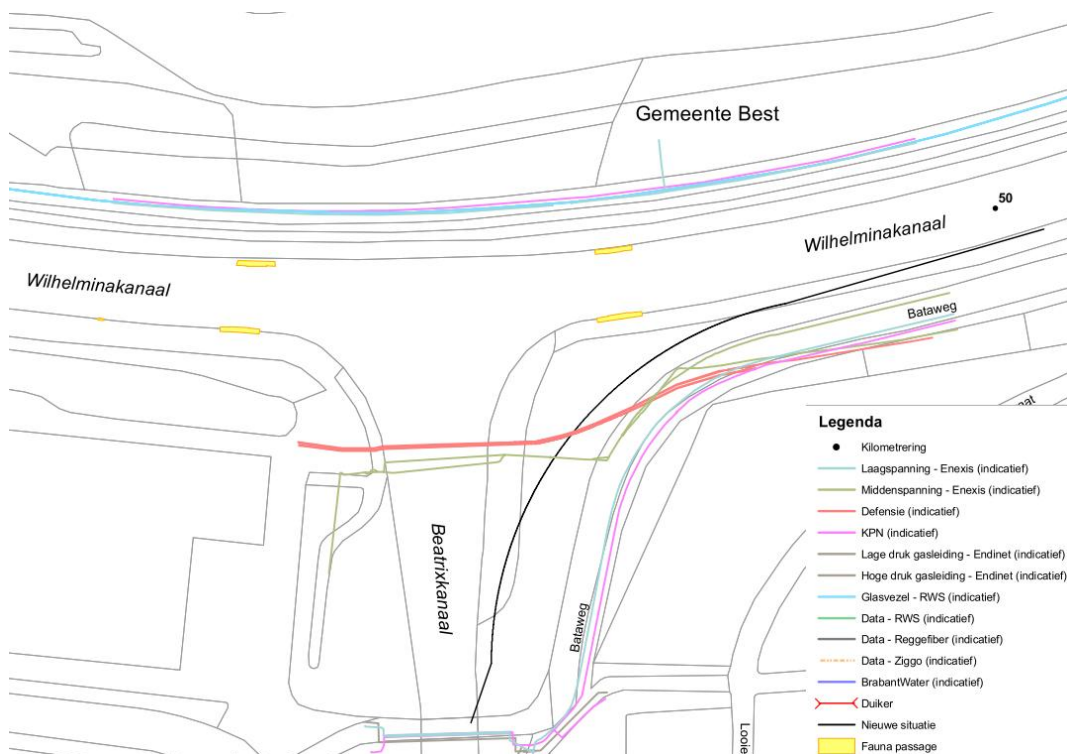 Gemeente Best
50
Wilhelminakanaal
Wilhelminakanaal
Bataweg
Beatrixkanaal
Bataweg
Looie
Legenda
Kilometrering
Laagspanning - Enexis (indicatief)
Middenspanning - Enexis (indicatief)
Defensie (indicatief)
KPN (indicatief)
Lage druk gasleiding - Endinet (indicatief)
Hoge druk gasleiding - Endinet (indicatief)
Glasvezel - RWS (indicatief)
Data - RWS (indicatief)
Data - Reggefiber (indicatief)
Data - Ziggo (indicatief)
BrabantWater (indicatief)
Duiker
Nieuwe situatie
Fauna passage